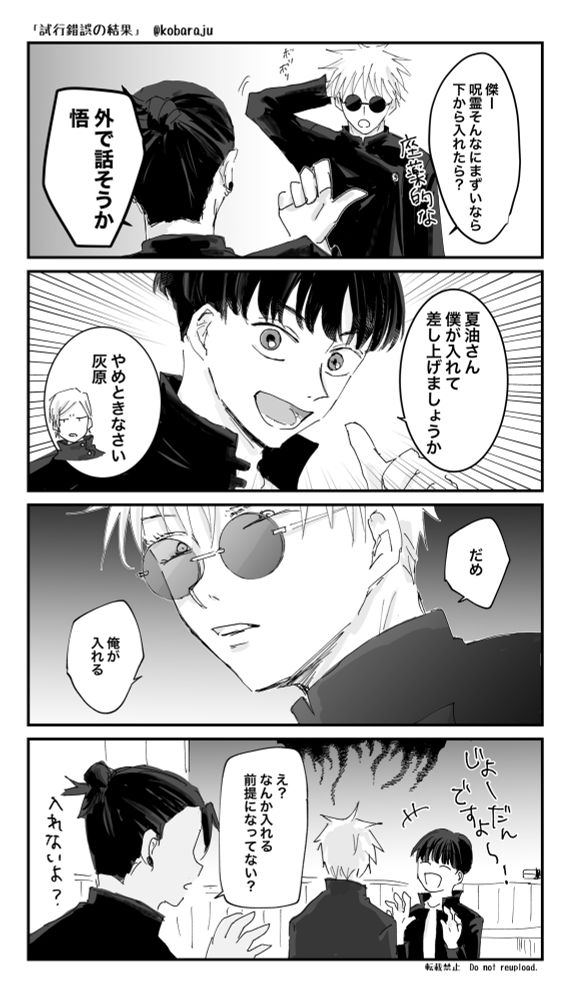 「試行錯誤の結果」 @kobaraju
傑ー
呪霊そんなにまずいなら
下から入れたら？
座薬的な
ボリボリ
外で話そうか
悟
夏油さん
僕が入れて
差し上げましょうか
やめときなさい
灰原
だめ
俺が
入れる
じょーだん
ですよ～！
え？
なんか入れる
前提になってない？
入れないよ？
転載禁止 Do not reupload.